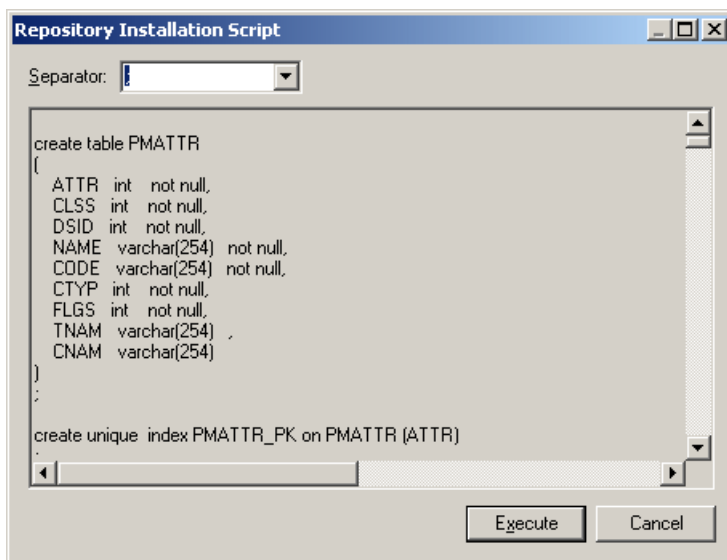 Repository Installation Script
Separator: ;
create table PMATTR
(
ATTR int not null,
CLSS int not null,
DSID int not null,
NAME varchar(254) not null,
CODE varchar(254) not null,
CTYP int not null,
FLGS int not null,
TNAM varchar(254) ,
CNAM varchar(254)
)
;
create unique index PMATTR_PK on PMATTR (ATTR)
Execute
Cancel